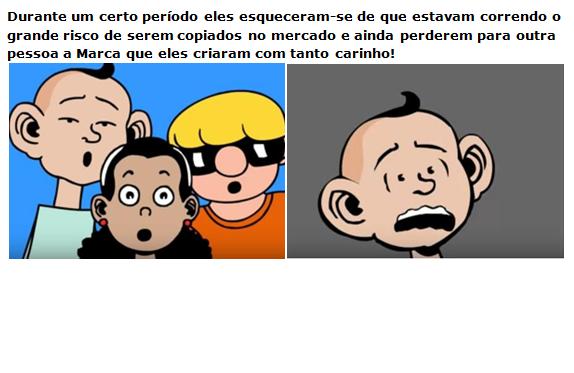 Durante um certo período eles esqueceram-se de que estavam correndo o
grande risco de serem copiados no mercado e ainda perderem para outra
pessoa a Marca que eles criaram com tanto carinho!